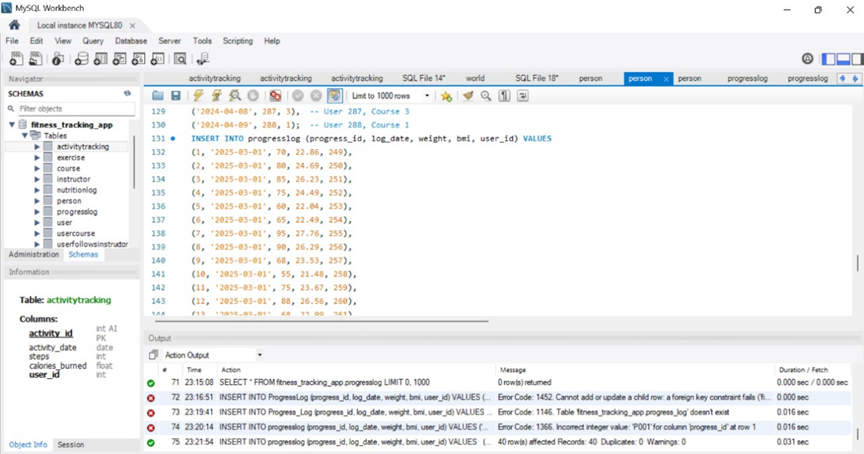 MySQL Workbench
Local instance MYSQL80 ×
File Edit View Query Database Server Tools Scripting Help
Navigator
SCHEMAS
Filter objects
fitness_tracking_app
Tables
activitytracking
exercise
course
instructor
nutritionlog
person
progresslog
user
usercourse
userfollowsinstructor
Administration Schemas
Information
Table: activitytracking
Columns:
activity_id int AI PK
activity_date date
steps int
calories_burned float
user_id int
Object Info Session
activitytracking activitytracking activitytracking SQL File 14* world SQL File 18* person person × person progresslog progresslog
Limit to 1000 rows
129 ('2024-04-08', 287, 3), -- User 287, Course 3
130 ('2024-04-09', 288, 1); -- User 288, Course 1
131 INSERT INTO progresslog (progress_id, log_date, weight, bmi, user_id) VALUES
132 (1, '2025-03-01', 70, 22.86, 249),
133 (2, '2025-03-01', 80, 24.69, 250),
134 (3, '2025-03-01', 85, 26.23, 251),
135 (4, '2025-03-01', 75, 24.49, 252),
136 (5, '2025-03-01', 60, 22.04, 253),
137 (6, '2025-03-01', 65, 22.49, 254),
138 (7, '2025-03-01', 95, 27.76, 255),
139 (8, '2025-03-01', 90, 26.29, 256),
140 (9, '2025-03-01', 68, 23.53, 257),
141 (10, '2025-03-01', 55, 21.48, 258),
142 (11, '2025-03-01', 75, 23.67, 259),
143 (12, '2025-03-01', 88, 26.56, 260),
144 (13, '2025-03-01', 68, 22.99, 261)
Output
Action Output
# Time Action Message Duration / Fetch
71 23:15:08 SELECT * FROM fitness_tracking_app.progresslog LIMIT 0, 1000 0 row(s) returned 0.000 sec / 0.000 sec
72 23:16:51 INSERT INTO ProgressLog (progress_id, log_date, weight, bmi, user_id) VALUES (... Error Code: 1452. Cannot add or update a child row: a foreign key constraint fails (`fi... 0.000 sec
73 23:19:41 INSERT INTO Progress_Log (progress_id, log_date, weight, bmi, user_id) VALUES (... Error Code: 1146. Table 'fitness_tracking_app.progress_log' doesn't exist 0.016 sec
74 23:20:14 INSERT INTO ProgressLog (progress_id, log_date, weight, bmi, user_id) VALUES ('... Error Code: 1366. Incorrect integer value: 'P001' for column 'progress_id' at row 1 0.016 sec
75 23:21:54 INSERT INTO progresslog (progress_id, log_date, weight, bmi, user_id) VALUES (... 40 row(s) affected Records: 40 Duplicates: 0 Warnings: 0 0.031 sec